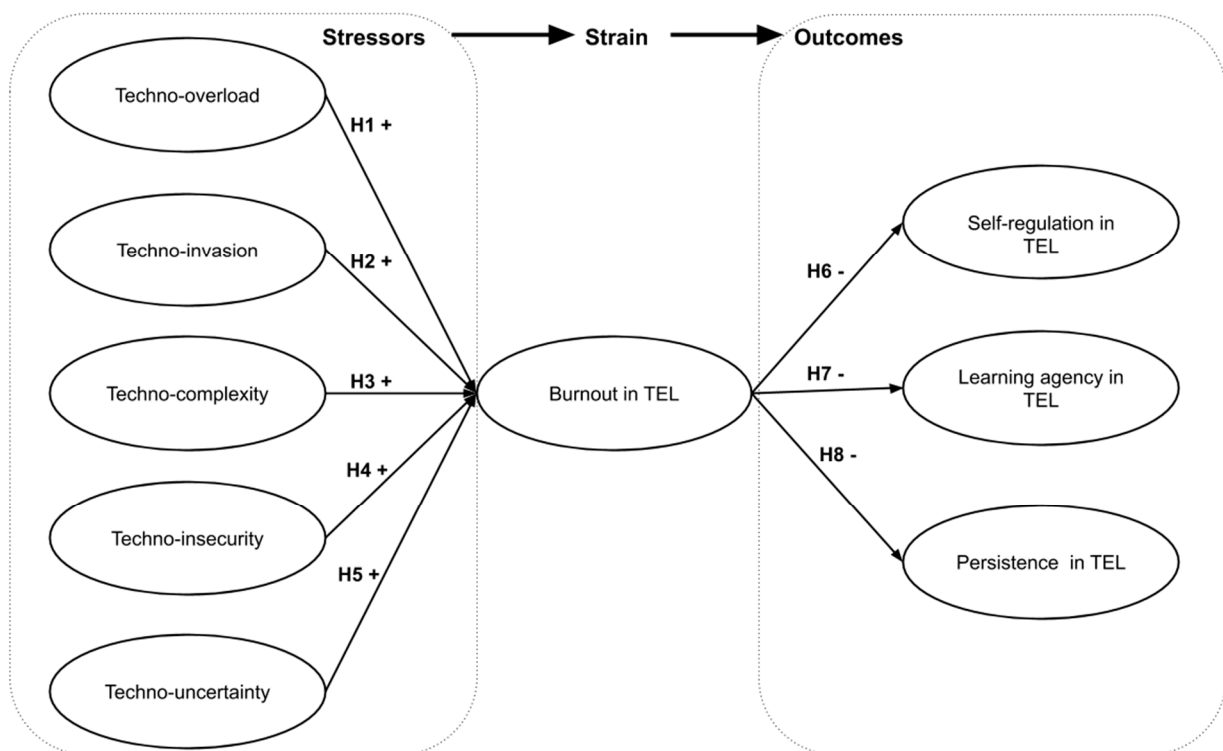 Stressors
Strain
Outcomes
Techno-overload
H1 +
Techno-invasion
H2 +
Techno-complexity
H3 +
Techno-insecurity
H4 +
Techno-uncertainty
H5 +
Burnout in TEL
H6 -
Self-regulation in
TEL
H7 -
Learning agency in
TEL
H8 -
Persistence in TEL